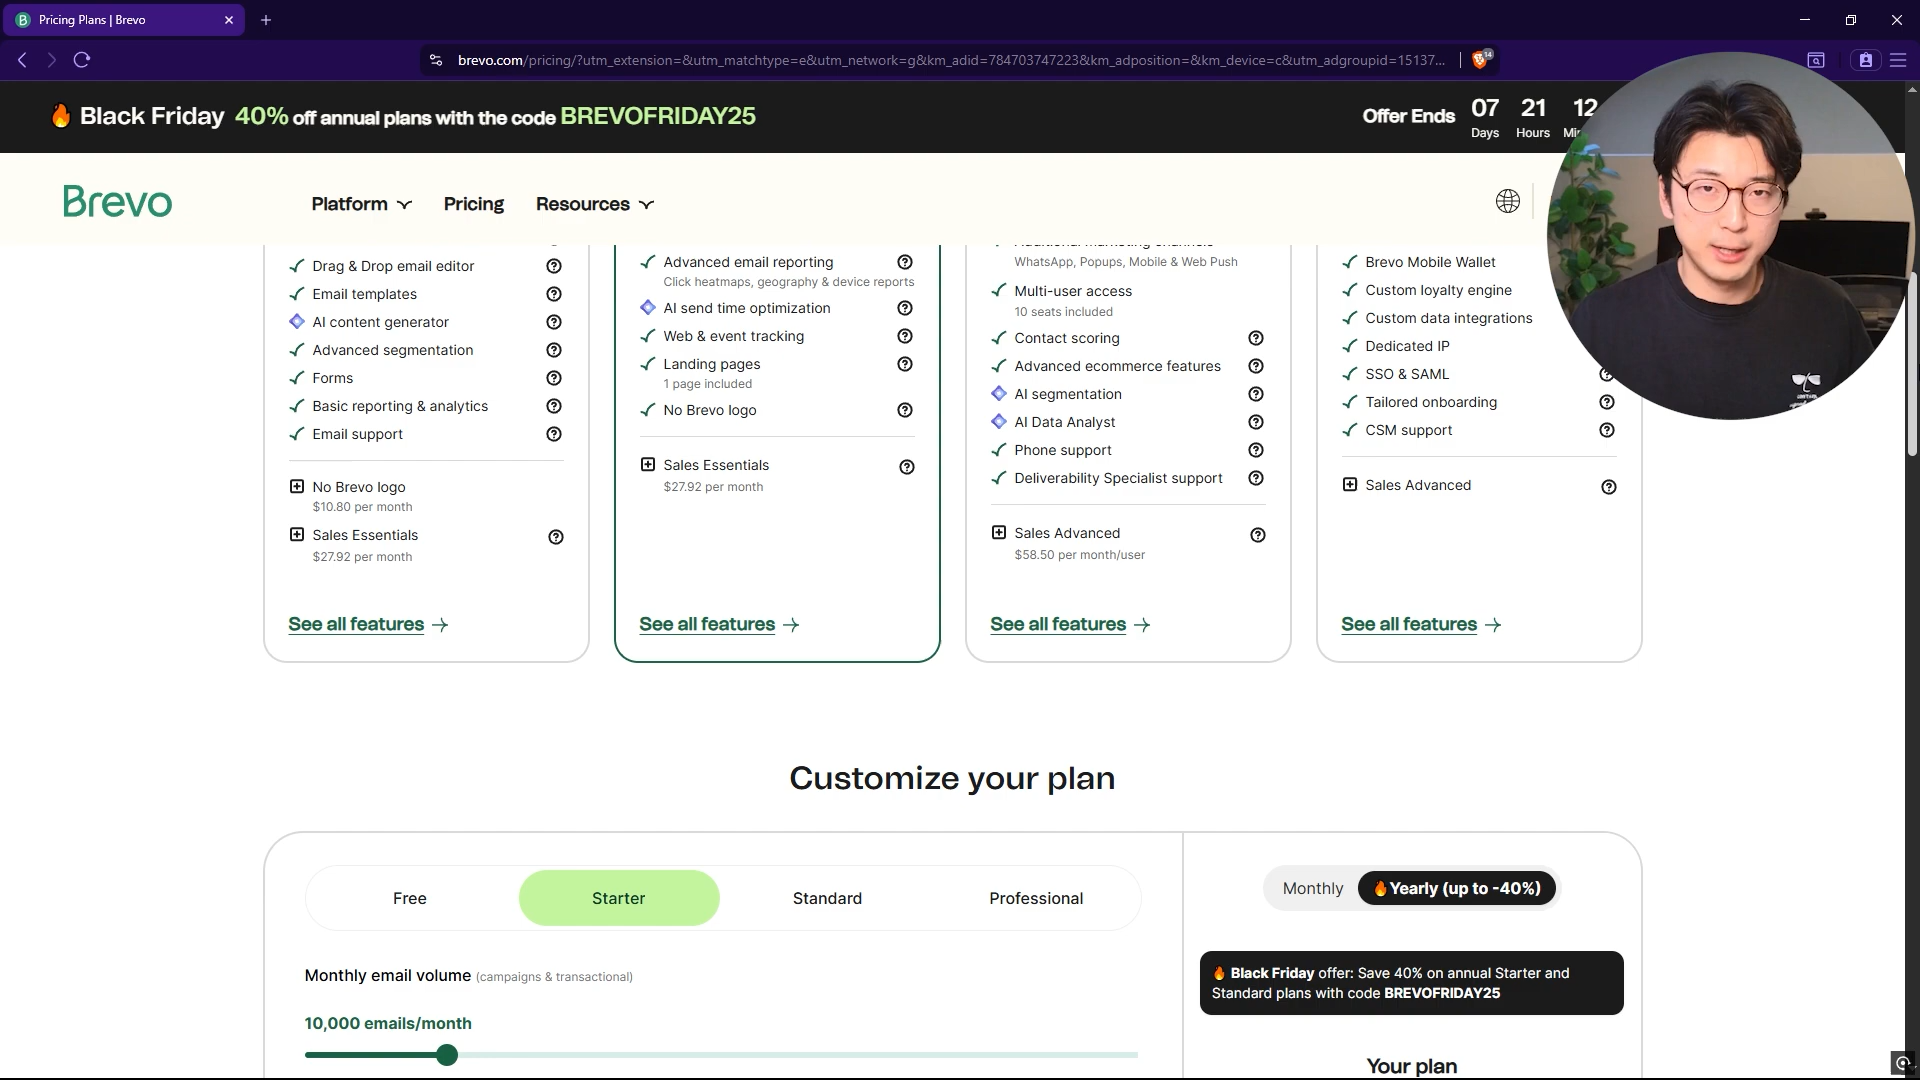 Pricing Plans | Brevo
brevo.com/pricing/?utm_extension=&utm_matchtype=e&utm_network=g&km_adid=784703747223&km_adposition=&km_device=c&utm_adgroupid=15137...
14
🔥 Black Friday 40% off annual plans with the code BREVOFRIDAY25
Offer Ends 07 21 12
Days Hours
Brevo
Platform Pricing Resources
Drag & Drop email editor
Email templates
AI content generator
Advanced segmentation
Forms
Basic reporting & analytics
Email support
No Brevo logo
$10.80 per month
Sales Essentials
$27.92 per month
See all features
Advanced email reporting
Click heatmaps, geography & device reports
AI send time optimization
Web & event tracking
Landing pages
1 page included
No Brevo logo
Sales Essentials
$27.92 per month
See all features
WhatsApp, Popups, Mobile & Web Push
Multi-user access
10 seats included
Contact scoring
Advanced ecommerce features
AI segmentation
AI Data Analyst
Phone support
Deliverability Specialist support
Sales Advanced
$58.50 per month/user
See all features
Brevo Mobile Wallet
Custom loyalty engine
Custom data integrations
Dedicated IP
SSO & SAML
Tailored onboarding
CSM support
Sales Advanced
See all features
Customize your plan
Free Starter Standard Professional
Monthly email volume (campaigns & transactional)
10,000 emails/month
Monthly 🔥Yearly (up to -40%)
🔥 Black Friday offer: Save 40% on annual Starter and
Standard plans with code BREVOFRIDAY25
Your plan